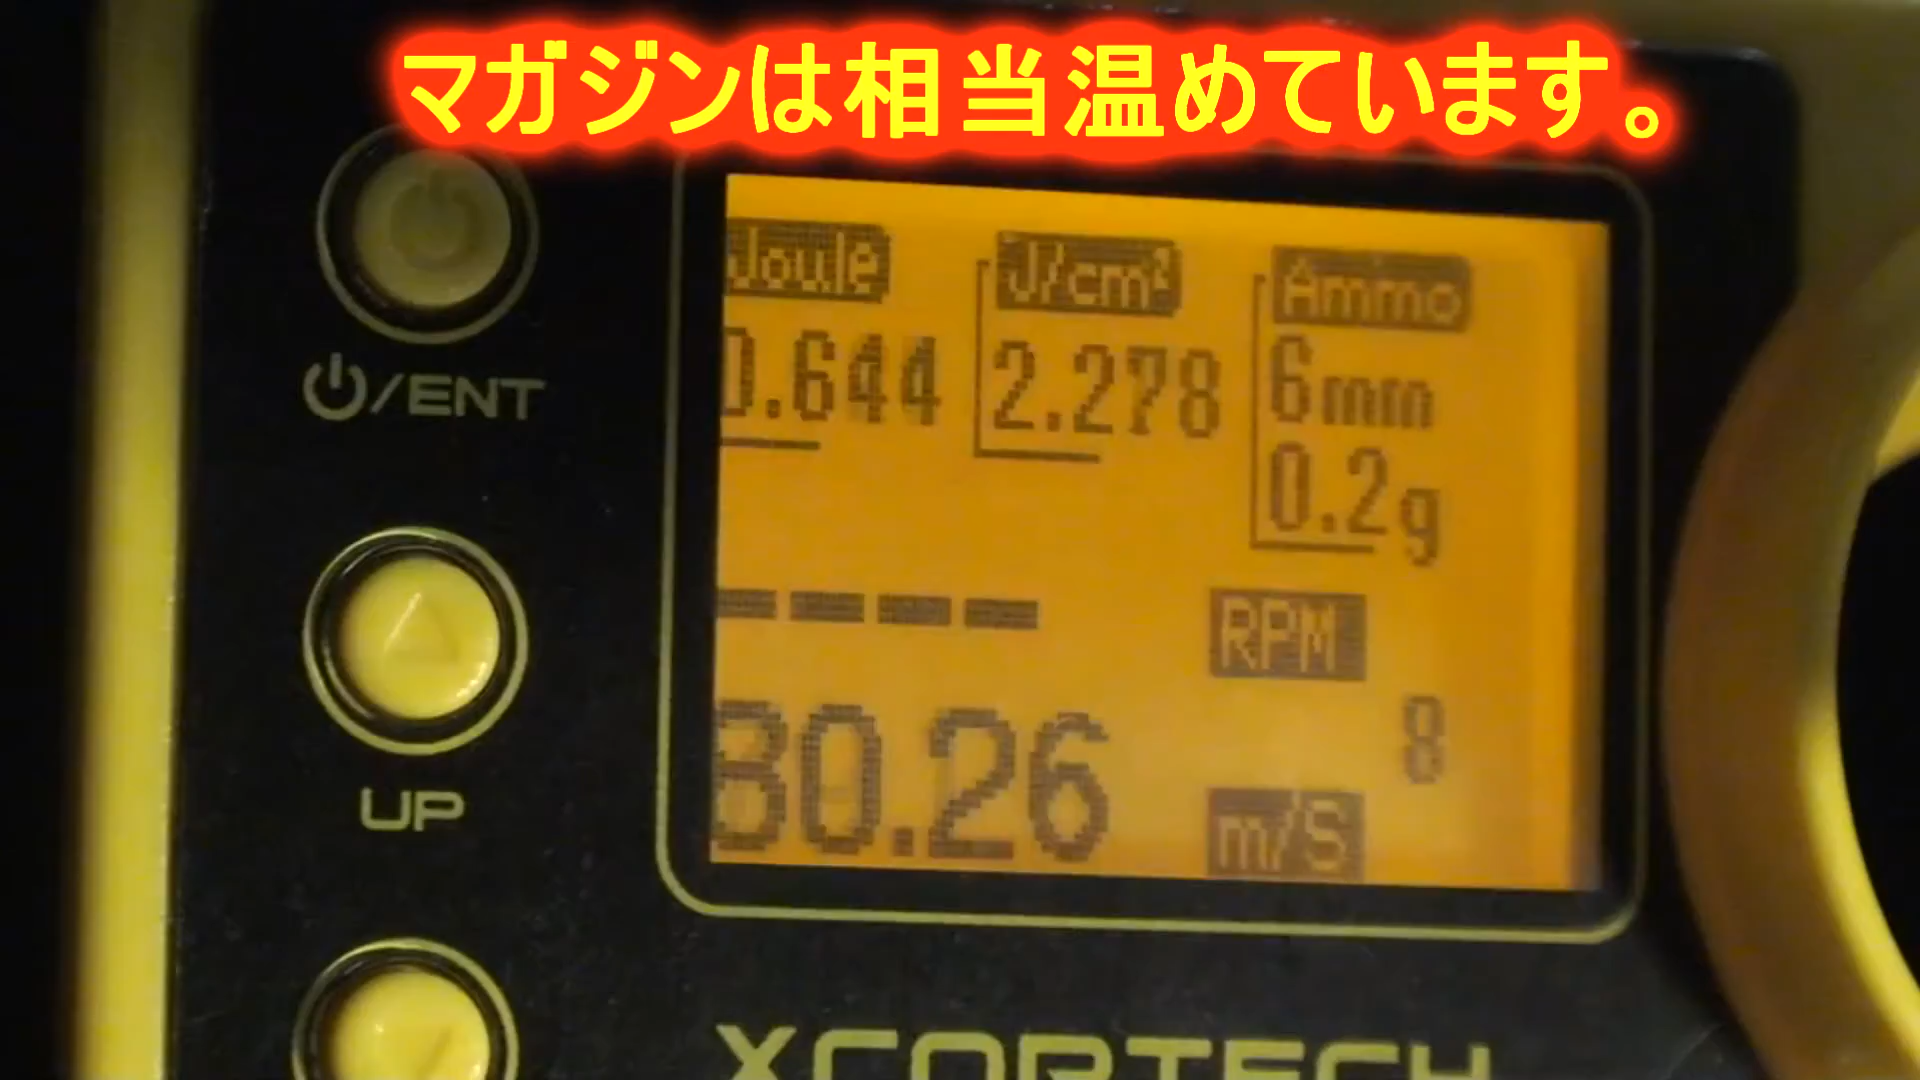 マガジンは相当温めています。
Joule J/cm² Ammo
0.644 2.278 6mm
0.2g
---- RPM
8
80.26 m/S
/ENT
UP
XCORTECH